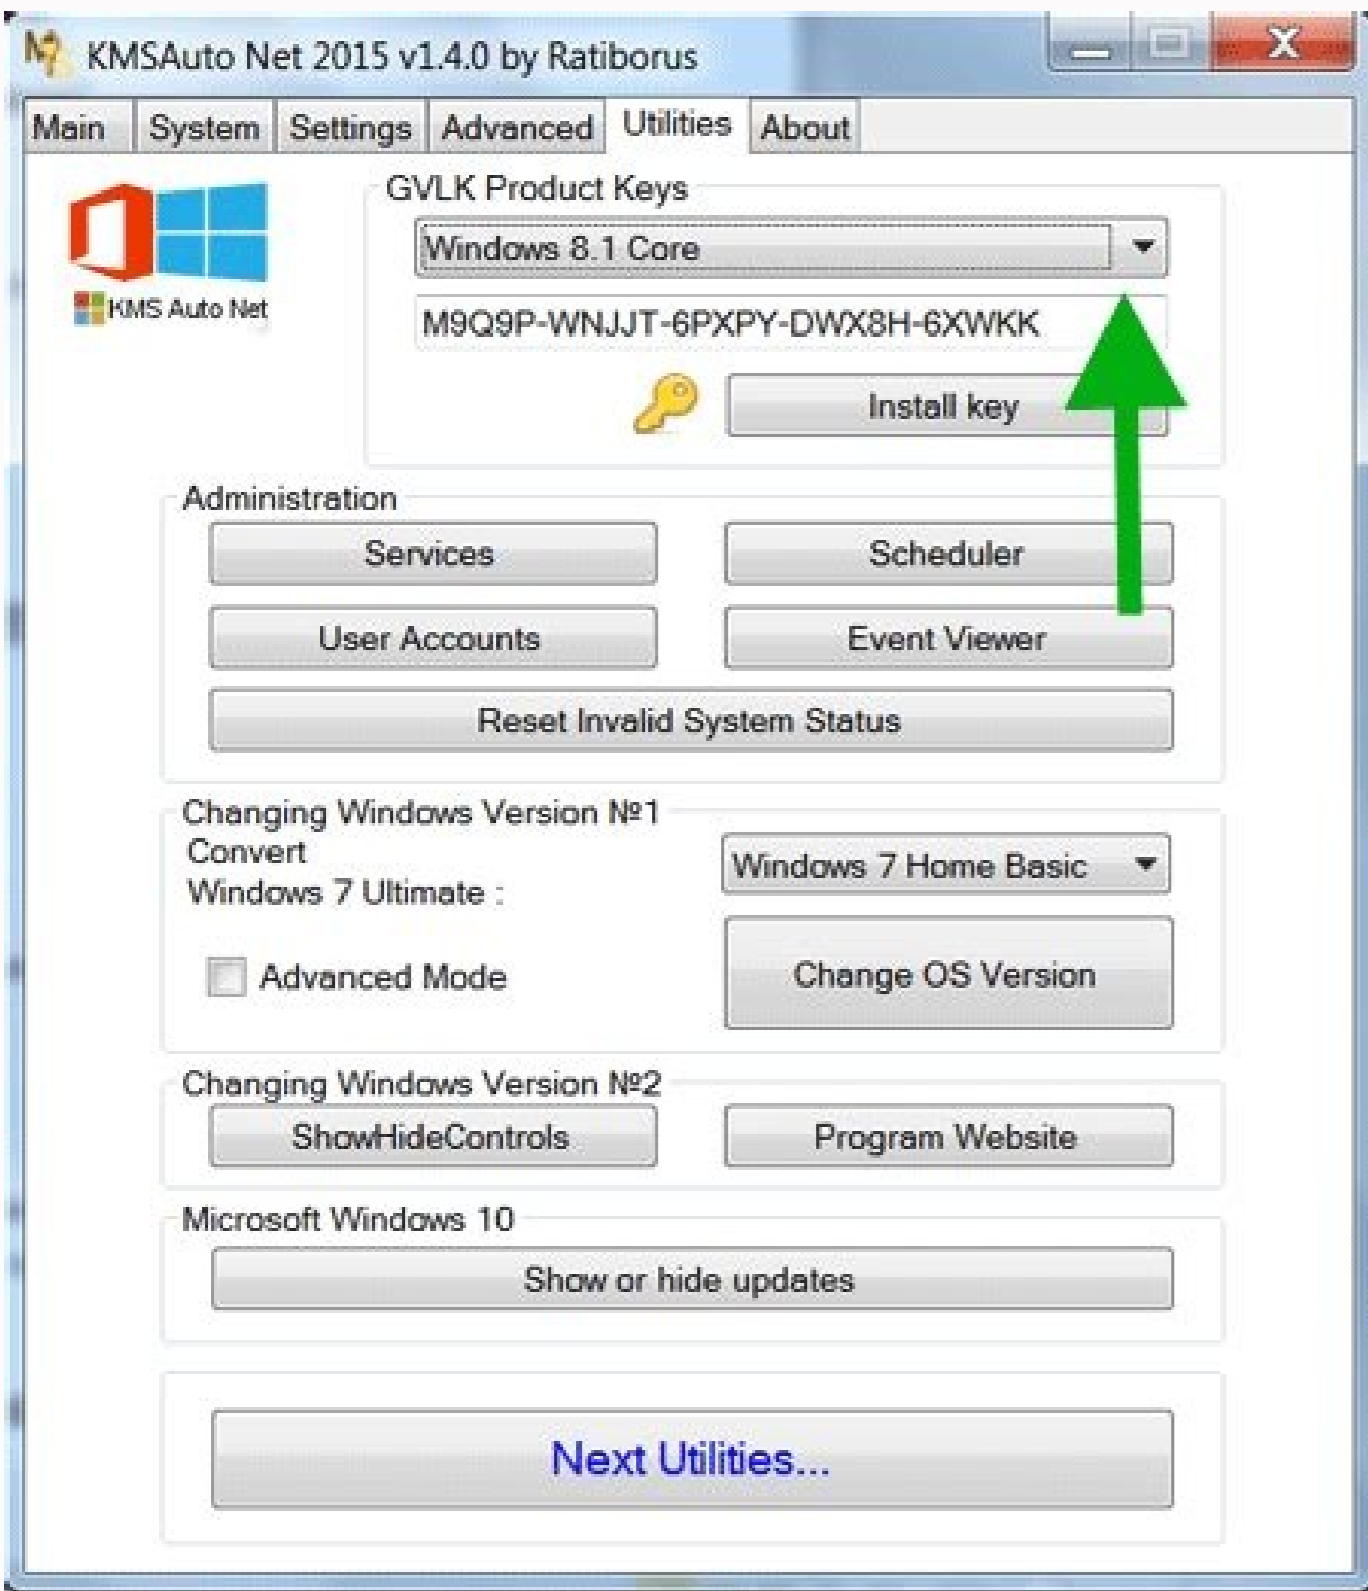 KMSAuto Net 2015 v1.4.0 by Ratiborus
Main System Settings Advanced Utilities About
GVLK Product Keys
Windows 8.1 Core
KMS Auto Net
M9Q9P-WNJJT-6PXPY-DWX8H-6XWKK
Install key
Administration
Services Scheduler
User Accounts Event Viewer
Reset Invalid System Status
Changing Windows Version №1
Convert
Windows 7 Ultimate :
Windows 7 Home Basic
Advanced Mode
Change OS Version
Changing Windows Version №2
ShowHideControls Program Website
Microsoft Windows 10
Show or hide updates
Next Utilities...